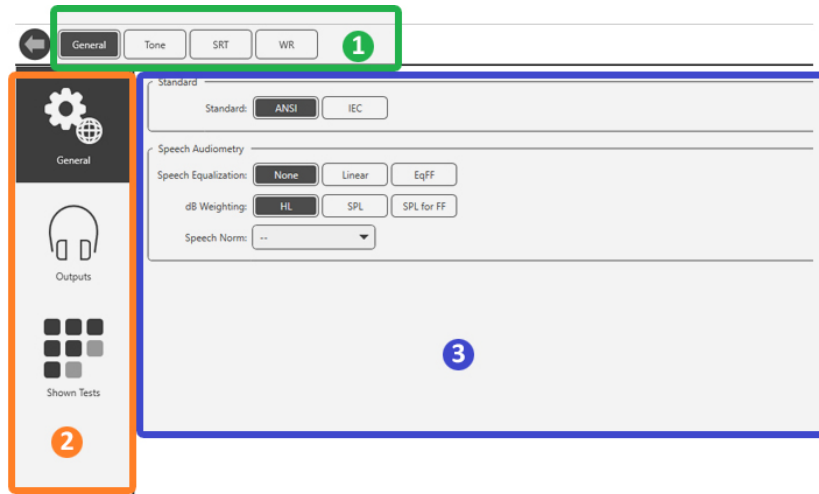 General Tone SRT WR 1
Standard
Standard: ANSI IEC
General
Speech Audiometry
Speech Equalization: None Linear EqFF
dB Weighting: HL SPL SPL for FF
Speech Norm: --
Outputs
Shown Tests
2
3